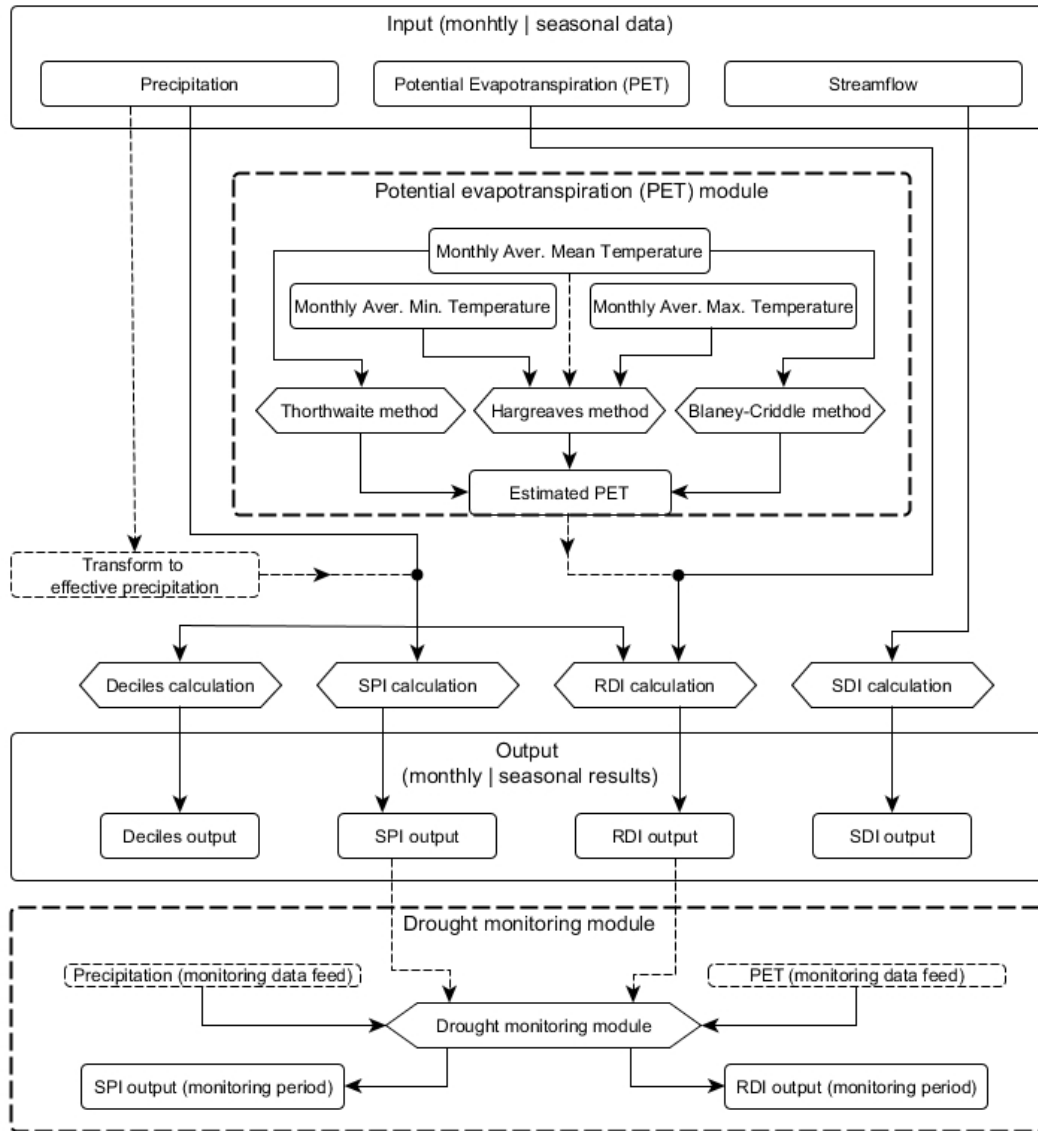 Input (monhtly | seasonal data)
Precipitation
Potential Evapotranspiration (PET)
Streamflow
Potential evapotranspiration (PET) module
Monthly Aver. Mean Temperature
Monthly Aver. Min. Temperature
Monthly Aver. Max. Temperature
Thorthwaite method
Hargreaves method
Blaney-Criddle method
Estimated PET
Transform to
effective precipitation
Deciles calculation
SPI calculation
RDI calculation
SDI calculation
Output
(monthly | seasonal results)
Deciles output
SPI output
RDI output
SDI output
Drought monitoring module
Precipitation (monitoring data feed)
PET (monitoring data feed)
Drought monitoring module
SPI output (monitoring period)
RDI output (monitoring period)